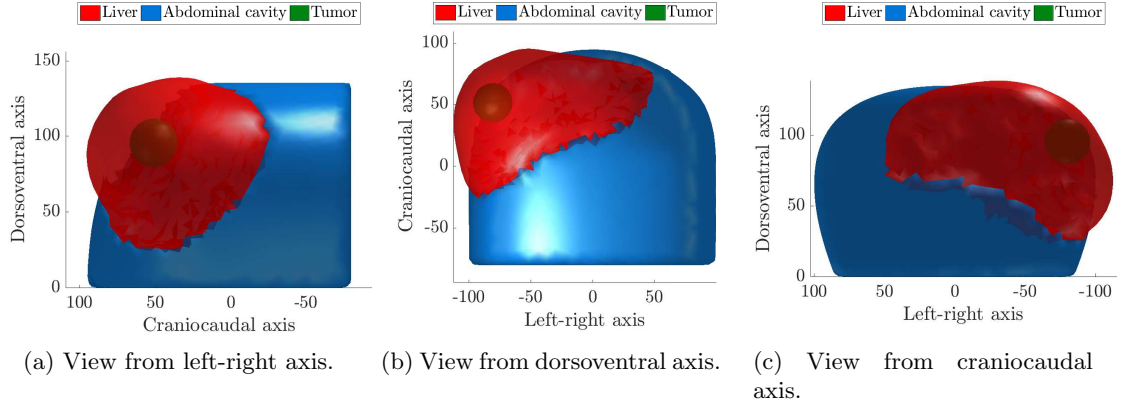 Liver Abdominal cavity Tumor
150
100
50
0
Dorsoventral axis
100 50 0 -50
Craniocaudal axis
(a) View from left-right axis.
Liver Abdominal cavity Tumor
100
50
0
-50
Craniocaudal axis
-100 -50 0 50
Left-right axis
(b) View from dorsoventral axis.
Liver Abdominal cavity Tumor
100
50
0
Dorsoventral axis
100 50 0 -50 -100
Left-right axis
(c) View from craniocaudal
axis.